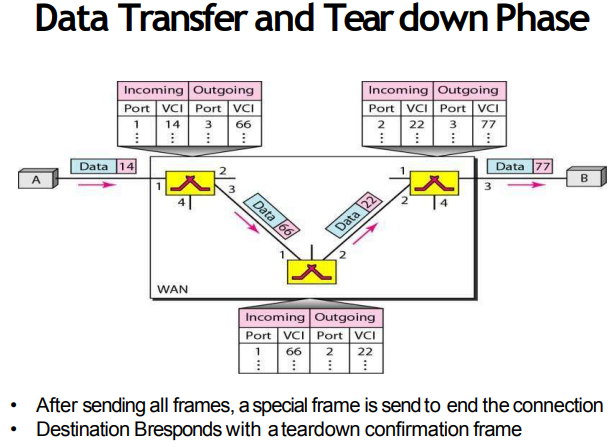 Data Transfer and Tear down Phase
Incoming Outgoing
Port VCI Port VCI
1 14 3 66
Incoming Outgoing
Port VCI Port VCI
2 22 3 77
A
Data 14
1
2
3
4
Data 66
1
2
Data 22
1
2
3
4
Data 77
B
WAN
Incoming Outgoing
Port VCI Port VCI
1 66 2 22
• After sending all frames, a special frame is send to end the connection
• Destination B responds with a teardown confirmation frame